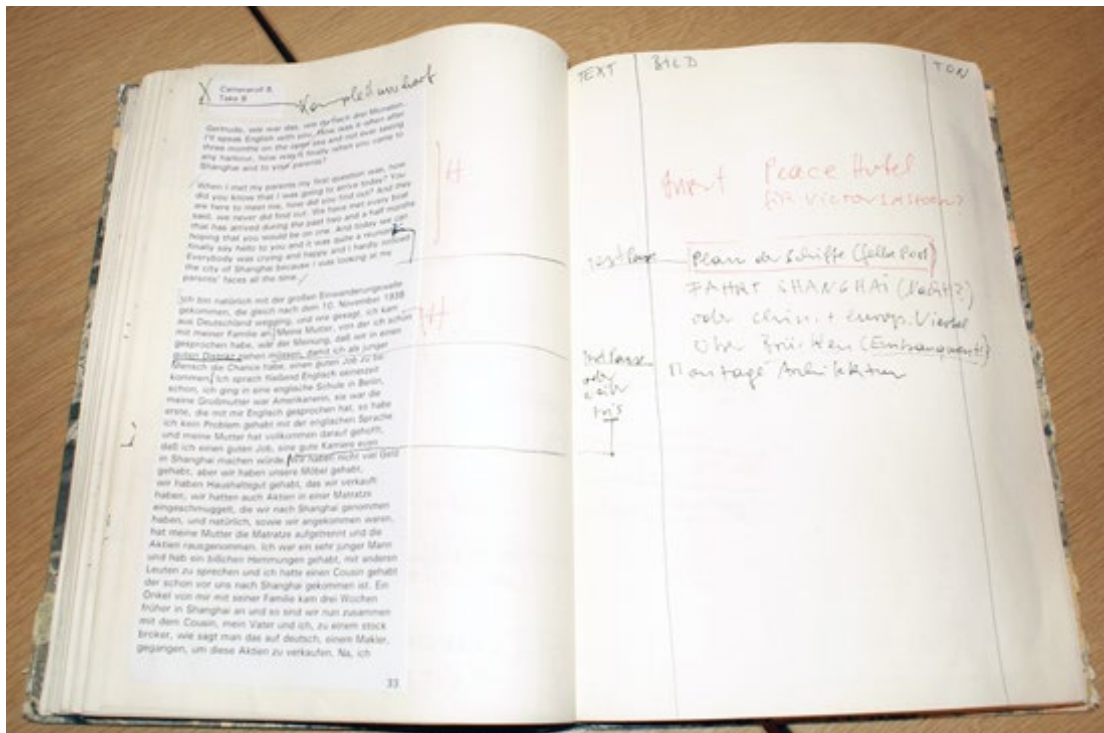 X Cameraroll 8,
Take 8
Komplett unscharf
Gertrude, wie war das, wie du nach drei Monaten,
I'll speak English with you. How was it when after
three months on the open sea and not ever seeing
any harbour, how was it finally when you came to
Shanghai and to your parents?
When I met my parents my first question was, how
did you know that I was going to arrive today? You
are here to meet me, how did you find out? And they
said, we never did find out. We have met every boat
that has arrived during the past two and a half months
hoping that you would be on one. And today we can
finally say hello to you and it was quite a reunion.
Everybody was crying and happy and I hardly noticed
the city of Shanghai because I was looking at my
parents' faces all the time.
Ich bin natürlich mit der großen Einwanderungswelle
gekommen, die gleich nach dem 10. November 1938
aus Deutschland wegging, und wie gesagt, ich kam
mit meiner Familie an. Meine Mutter, von der ich schon
gesprochen habe, war der Meinung, daß wir in einen
guten Distrikt ziehen müssen, damit ich als junger
Mensch die Chance habe, einen guten Job zu be-
kommen. Ich sprach fließend Englisch seinerzeit
schon, ich ging in eine englische Schule in Berlin,
meine Großmutter war Amerikanerin, sie war die
erste, die mit mir Englisch gesprochen hat, so habe
ich kein Problem gehabt mit der englischen Sprache
und meine Mutter hat vollkommen darauf gehofft,
daß ich einen guten Job, eine gute Karriere eben
in Shanghai machen würde. Wir haben nicht viel Geld
gehabt, aber wir haben unsere Möbel gehabt,
wir haben Haushaltsgut gehabt, das wir verkauft
haben, wir hatten auch Aktien in einer Matratze
eingeschmuggelt, die wir nach Shanghai genommen
haben, und natürlich, sowie wir angekommen waren,
hat meine Mutter die Matratze aufgetrennt und die
Aktien rausgenommen. Ich war ein sehr junger Mann
und hab ein bißchen Hemmungen gehabt, mit anderen
Leuten zu sprechen und ich hatte einen Cousin gehabt
der schon vor uns nach Shanghai gekommen ist. Ein
Onkel von mir mit seiner Familie kam drei Wochen
früher in Shanghai an und so sind wir nun zusammen
mit dem Cousin, mein Vater und ich, zu einem stock
broker, wie sagt man das auf deutsch, einem Makler,
gegangen, um diese Aktien zu verkaufen. Na, ich
33
TEXT BILD TON
Insert Peace Hotel
Plan der Schiffe (gelbe Post)
FAHRT SHANGHAI (Nacht?)
oder chin. + europ. Viertel
über Brücken
Montage Architektur
oder